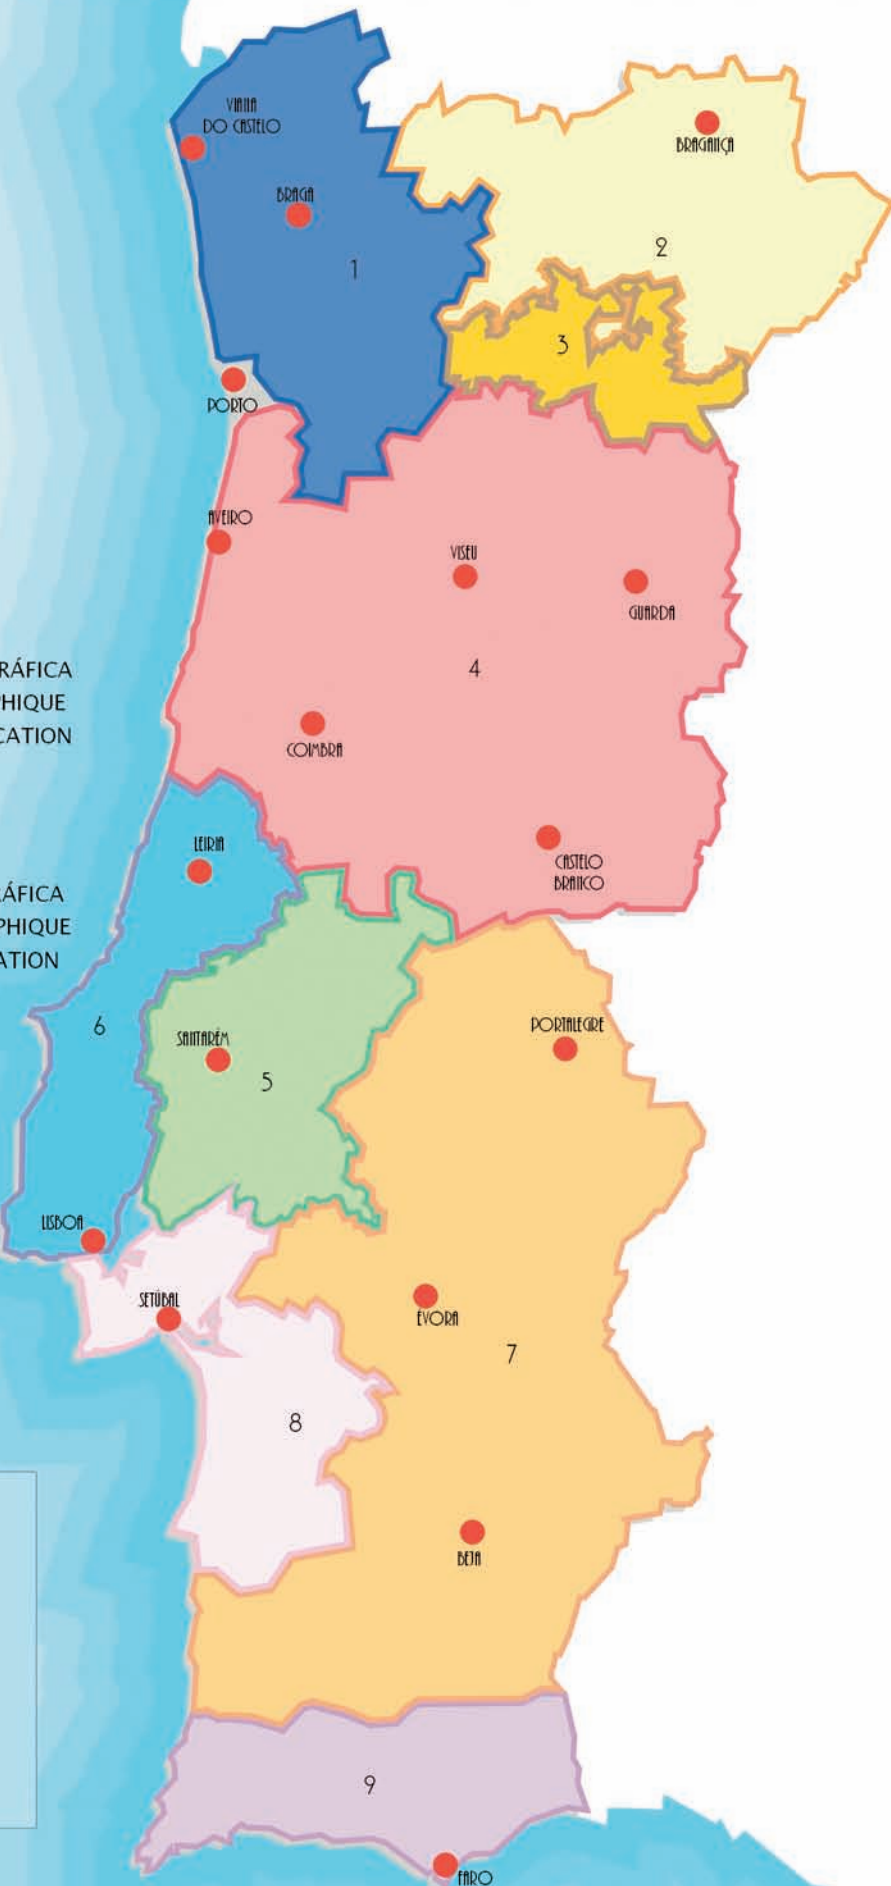 VIANA
DO CASTELO
BRAGANÇA
BRAGA
2
1
3
PORTO
AVEIRO
VISEU
GUARDA
RÁFICA
4
HIQUE
CATION
COIMBRA
LEIRIA
CASTELO
BRANCO
ÁFICA
PHIQUE
ATION
6
PORTALEGRE
SANTARÉM
5
LISBOA
SETÚBAL
ÉVORA
7
8
BEJA
9
FARO